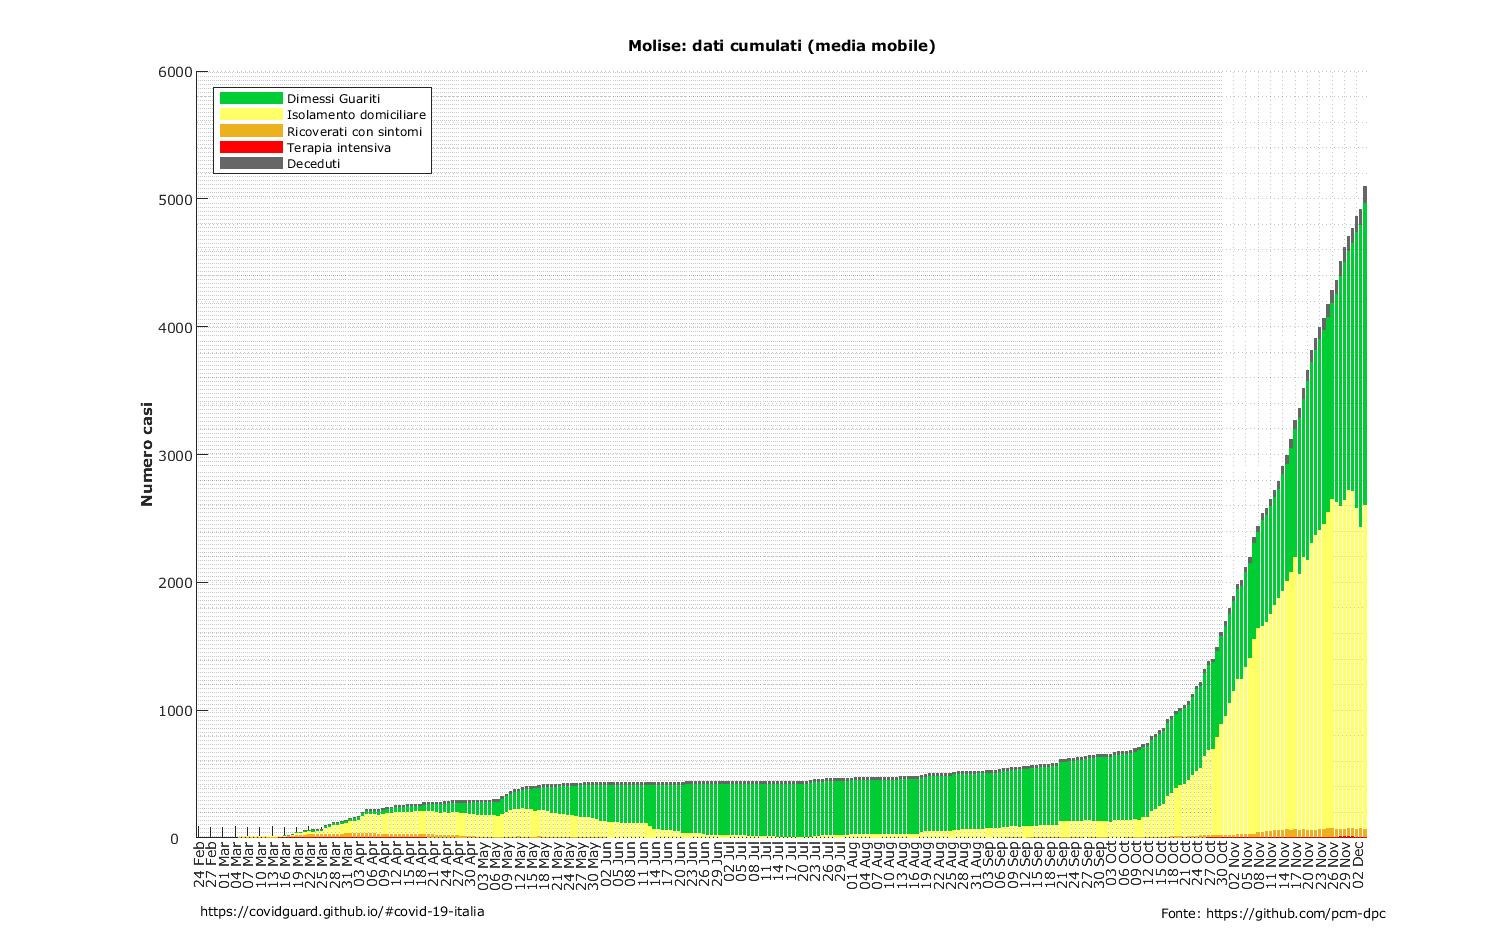 Molise: dati cumulati (media mobile)
Dimessi Guariti
Isolamento domiciliare
Ricoverati con sintomi
Terapia intensiva
Deceduti
Numero casi
6000
5000
4000
3000
2000
1000
0
24 Feb
27 Feb
01 Mar
04 Mar
07 Mar
10 Mar
13 Mar
16 Mar
19 Mar
22 Mar
25 Mar
28 Mar
31 Mar
03 Apr
06 Apr
09 Apr
12 Apr
15 Apr
18 Apr
21 Apr
24 Apr
27 Apr
30 Apr
03 May
06 May
09 May
12 May
15 May
18 May
21 May
24 May
27 May
30 May
02 Jun
05 Jun
08 Jun
11 Jun
14 Jun
17 Jun
20 Jun
23 Jun
26 Jun
29 Jun
02 Jul
05 Jul
08 Jul
11 Jul
14 Jul
17 Jul
20 Jul
23 Jul
26 Jul
29 Jul
01 Aug
04 Aug
07 Aug
10 Aug
13 Aug
16 Aug
19 Aug
22 Aug
25 Aug
28 Aug
31 Aug
03 Sep
06 Sep
09 Sep
12 Sep
15 Sep
18 Sep
21 Sep
24 Sep
27 Sep
30 Sep
03 Oct
06 Oct
09 Oct
12 Oct
15 Oct
18 Oct
21 Oct
24 Oct
27 Oct
30 Oct
02 Nov
05 Nov
08 Nov
11 Nov
14 Nov
17 Nov
20 Nov
23 Nov
26 Nov
29 Nov
02 Dec
https://covidguard.github.io/#covid-19-italia
Fonte: https://github.com/pcm-dpc